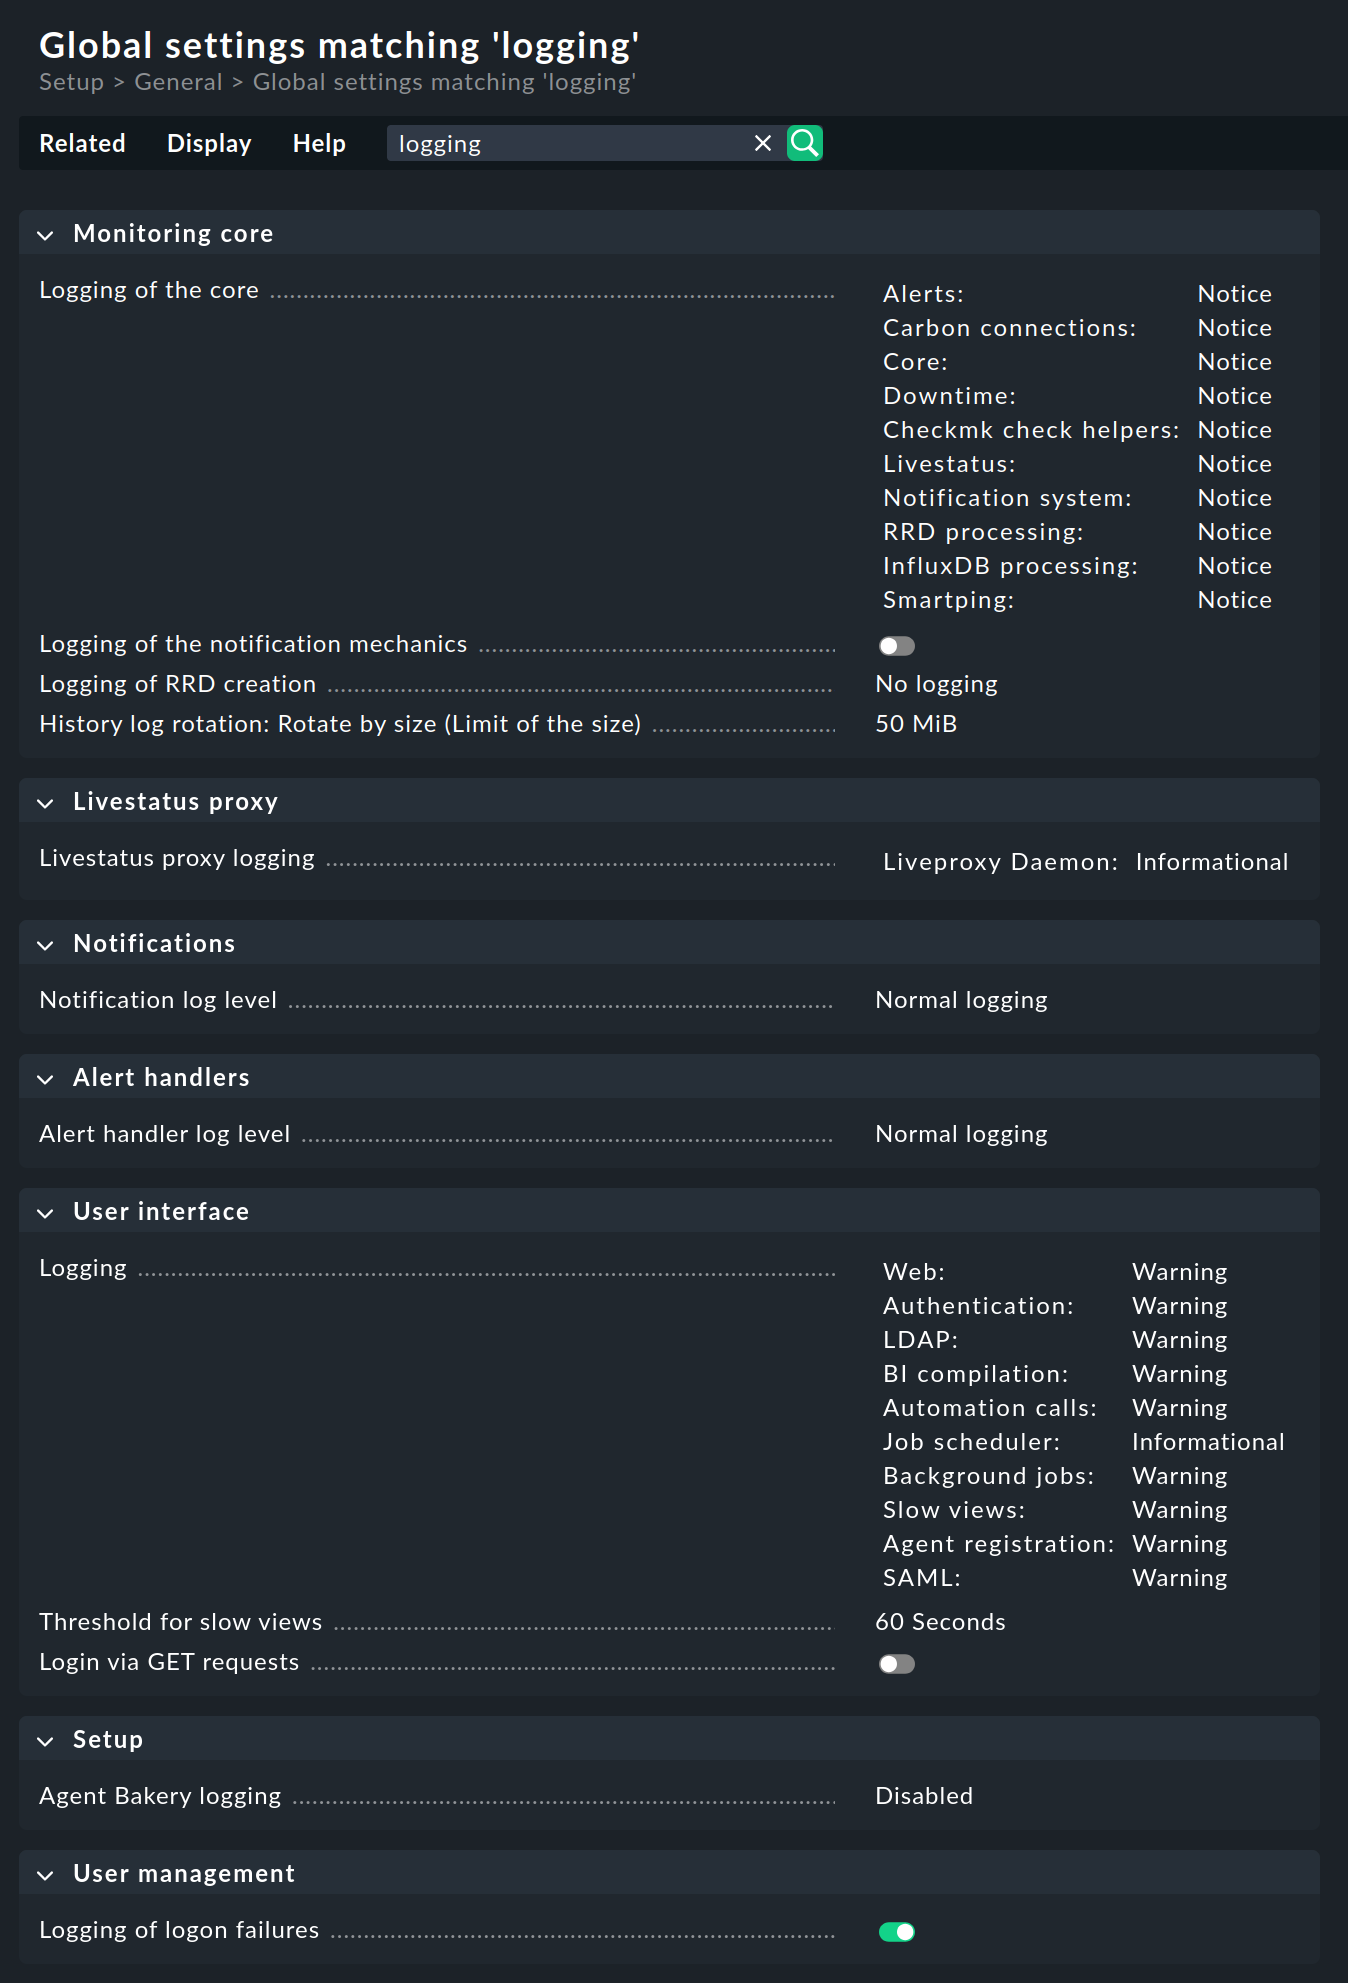 Global settings matching 'logging'
Setup > General > Global settings matching 'logging'
Related Display Help logging
Monitoring core
Logging of the core Alerts: Notice
Carbon connections: Notice
Core: Notice
Downtime: Notice
Checkmk check helpers: Notice
Livestatus: Notice
Notification system: Notice
RRD processing: Notice
InfluxDB processing: Notice
Smartping: Notice
Logging of the notification mechanics
Logging of RRD creation No logging
History log rotation: Rotate by size (Limit of the size) 50 MiB
Livestatus proxy
Livestatus proxy logging Liveproxy Daemon: Informational
Notifications
Notification log level Normal logging
Alert handlers
Alert handler log level Normal logging
User interface
Logging Web: Warning
Authentication: Warning
LDAP: Warning
BI compilation: Warning
Automation calls: Warning
Job scheduler: Informational
Background jobs: Warning
Slow views: Warning
Agent registration: Warning
SAML: Warning
Threshold for slow views 60 Seconds
Login via GET requests
Setup
Agent Bakery logging Disabled
User management
Logging of logon failures